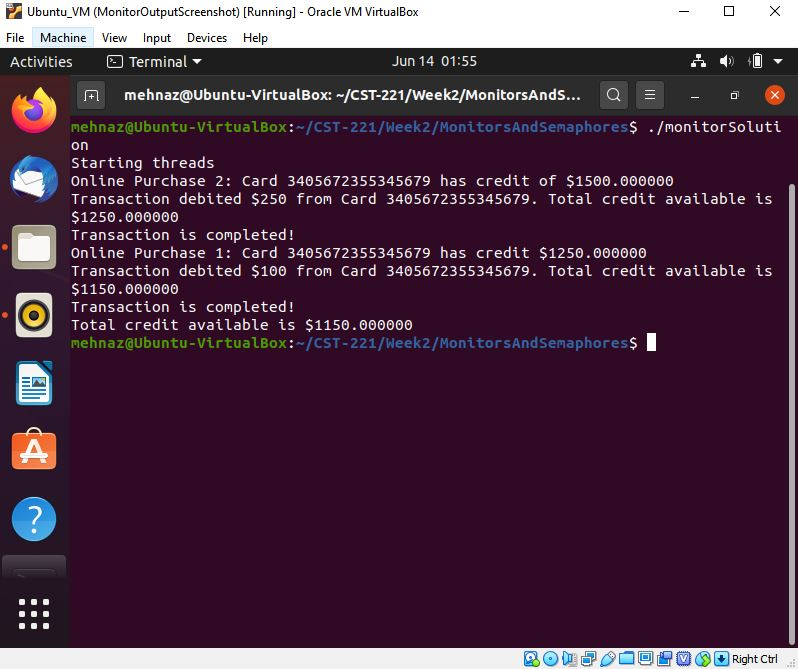 Ubuntu_VM (MonitorOutputScreenshot) [Running] - Oracle VM VirtualBox
File Machine View Input Devices Help
Activities Terminal Jun 14 01:55
mehnaz@Ubuntu-VirtualBox: ~/CST-221/Week2/MonitorsAndS...
mehnaz@Ubuntu-VirtualBox:~/CST-221/Week2/MonitorsAndSemaphores$ ./monitorSoluti
on
Starting threads
Online Purchase 2: Card 3405672355345679 has credit of $1500.000000
Transaction debited $250 from Card 3405672355345679. Total credit available is
$1250.000000
Transaction is completed!
Online Purchase 1: Card 3405672355345679 has credit $1250.000000
Transaction debited $100 from Card 3405672355345679. Total credit available is
$1150.000000
Transaction is completed!
Total credit available is $1150.000000
mehnaz@Ubuntu-VirtualBox:~/CST-221/Week2/MonitorsAndSemaphores$
Right Ctrl